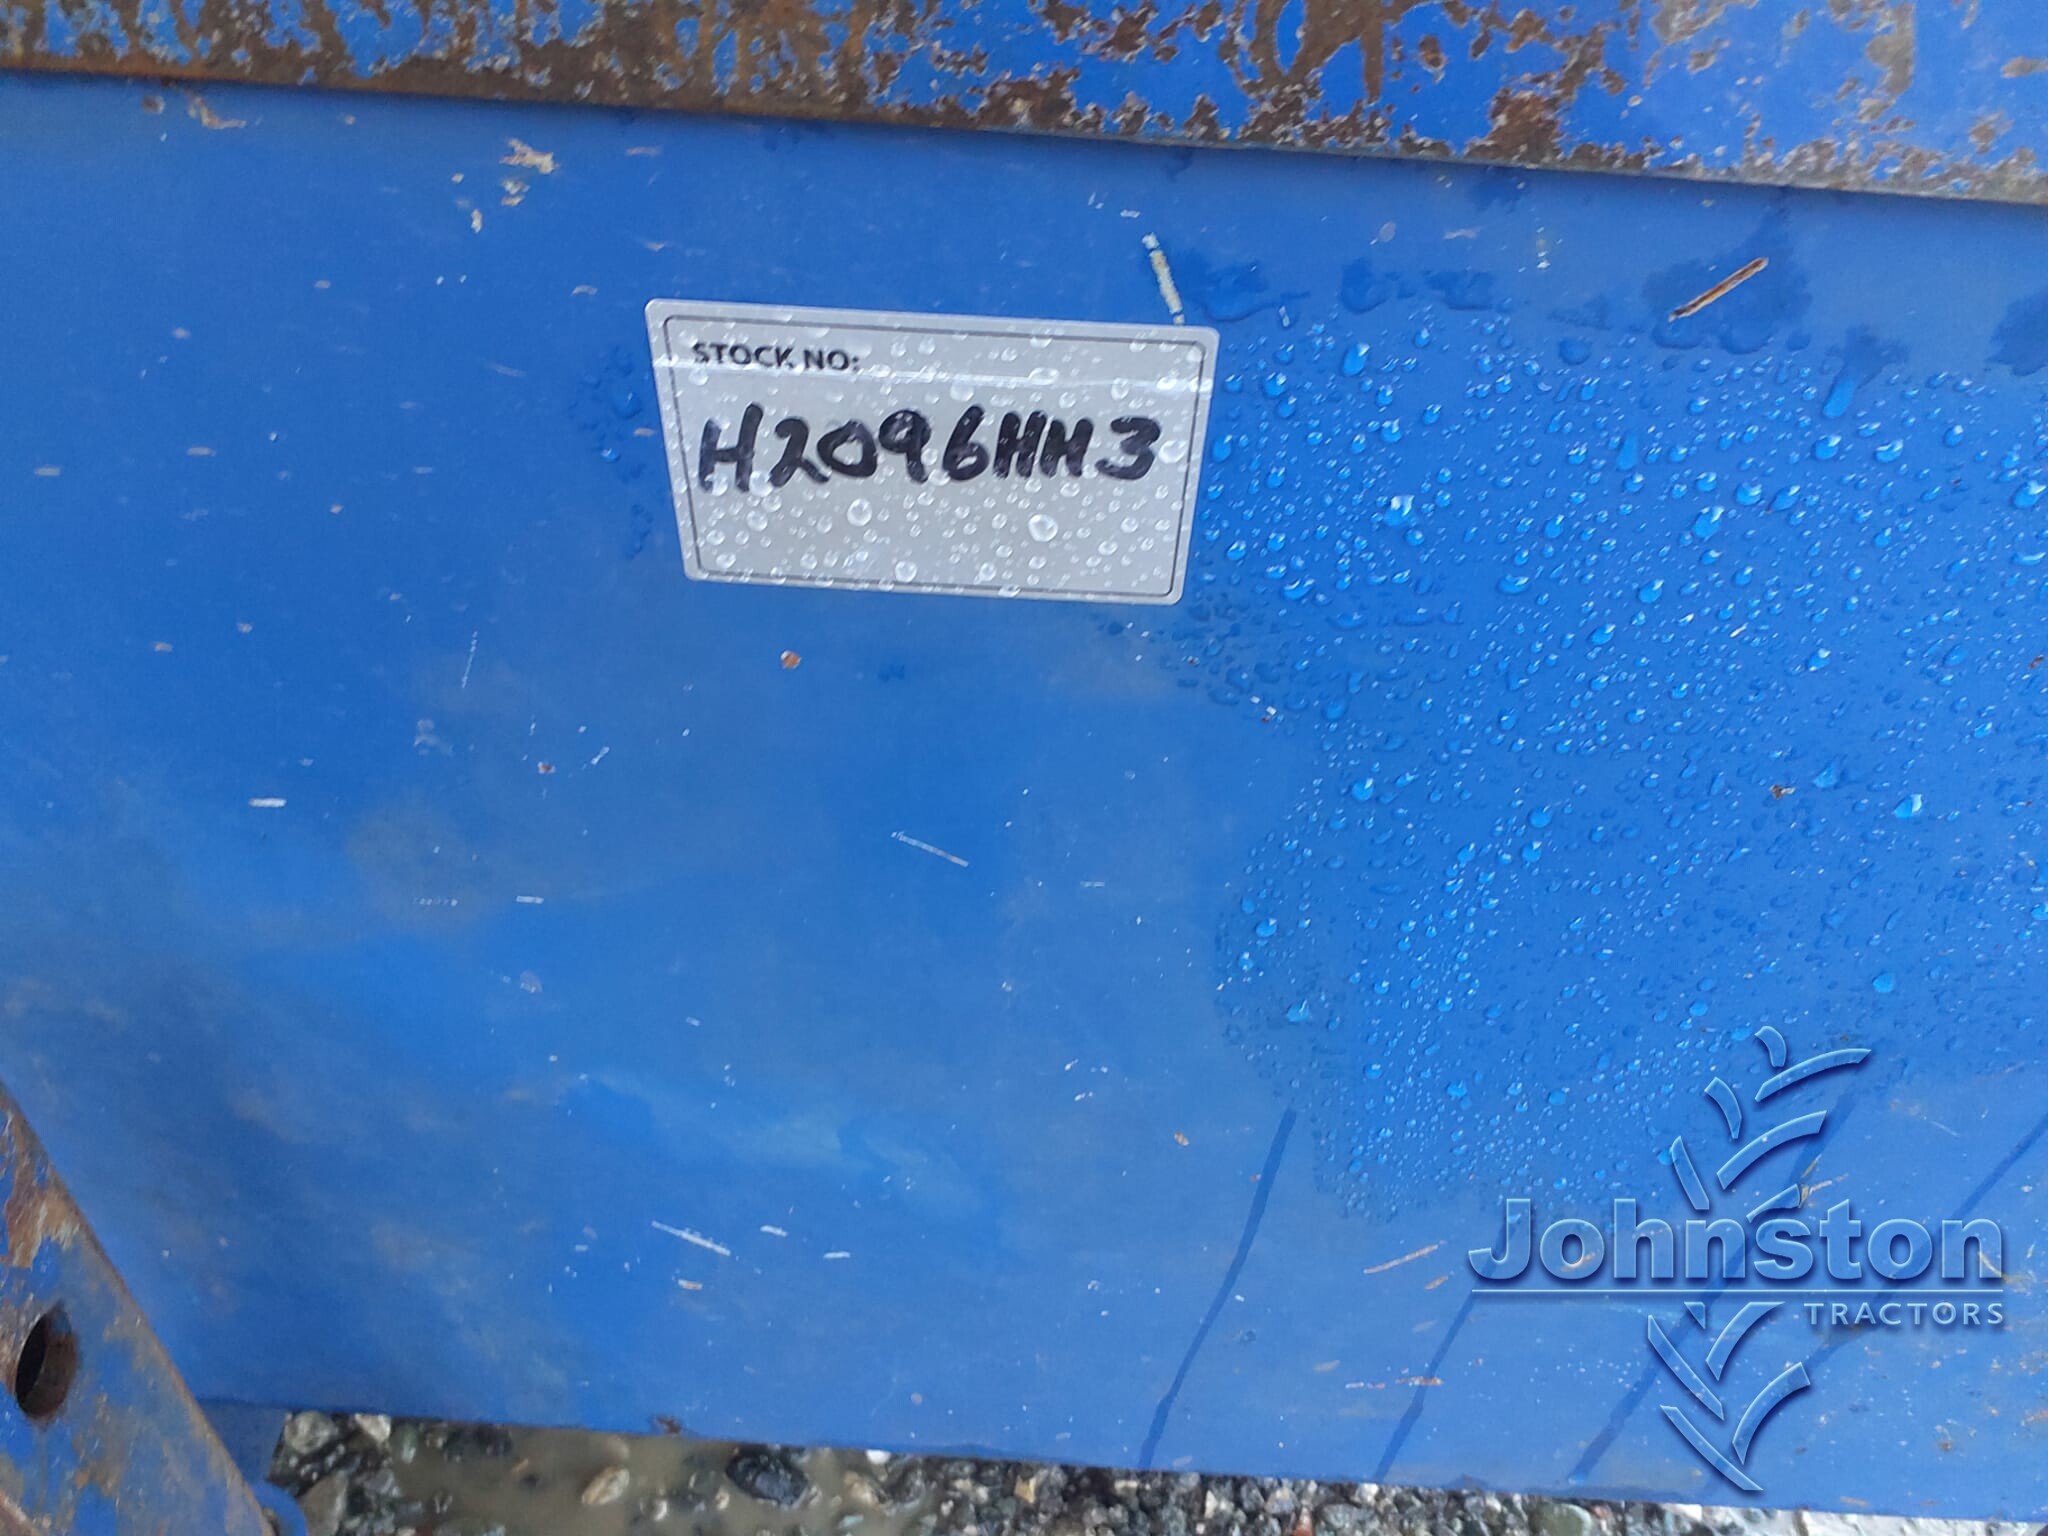 STOCK NO:
H2096HH3
Johnston
TRACTORS